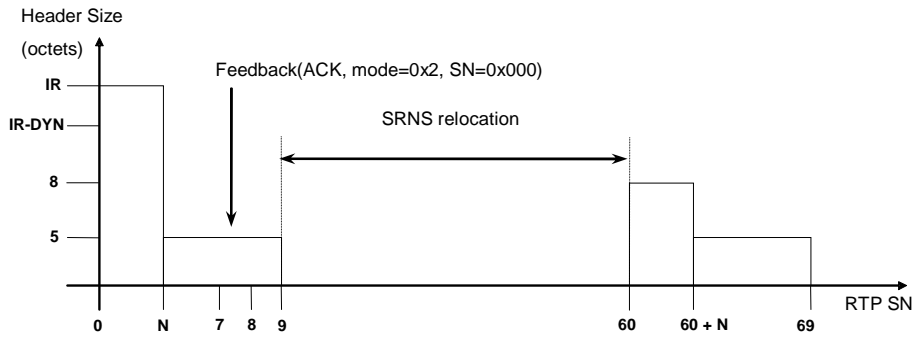 Header Size
(octets)
Feedback(ACK, mode=0x2, SN=0x000)
IR
SRNS relocation
IR-DYN
8
5
RTP SN
0 N 7 8 9 60 60 + N 69